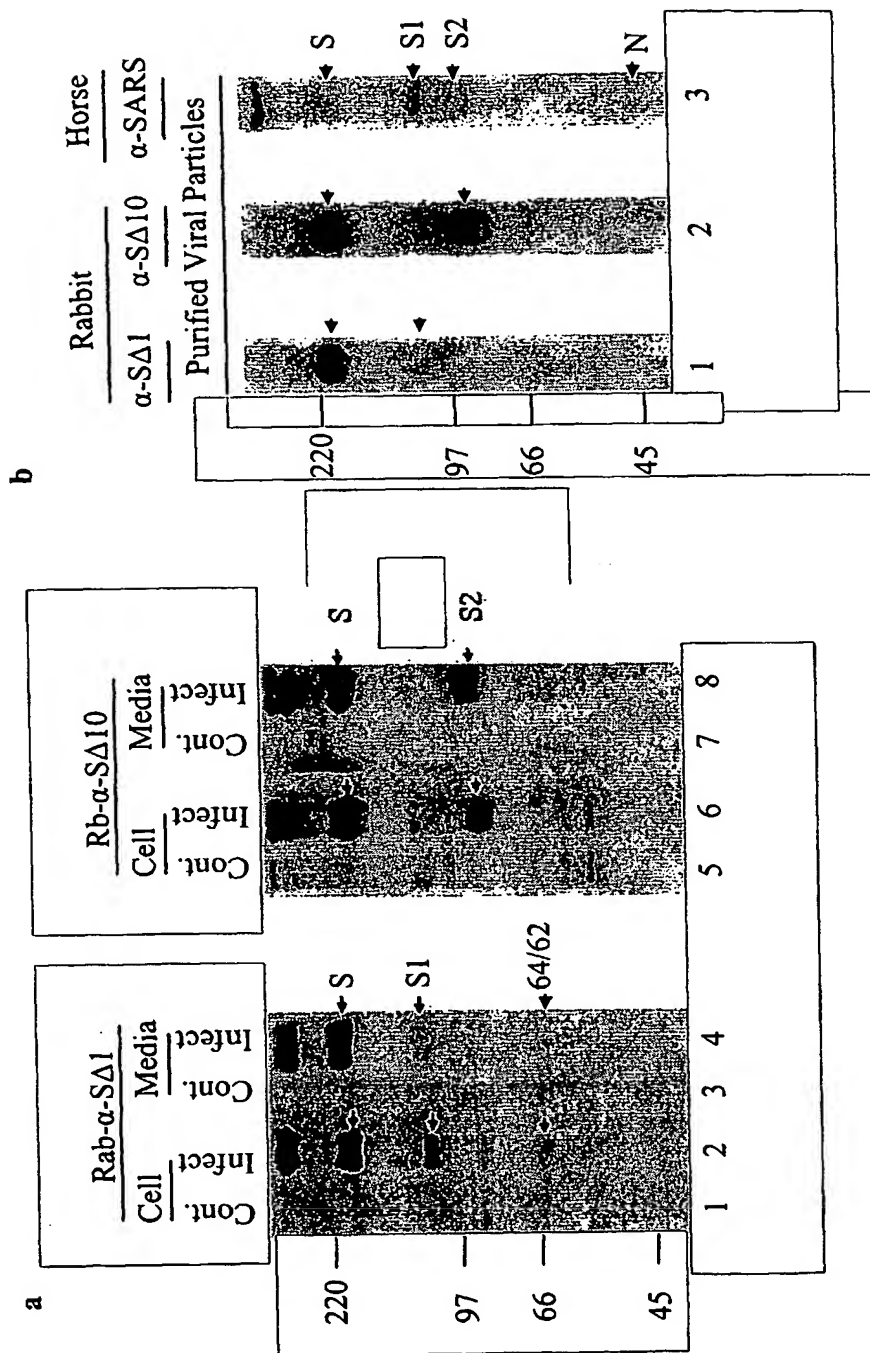 a
Rab-α-SΔ1
Cell Media
Cont. Infect Cont. Infect
220
97
66
45
S
S1
64/62
1 2 3 4
Rb-α-SΔ10
Cell Media
Cont. Infect Cont. Infect
S
S2
5 6 7 8
b
Rabbit Horse
α-SΔ1 α-SΔ10 α-SARS
Purified Viral Particles
220
97
66
45
S
S1
S2
N
1 2 3